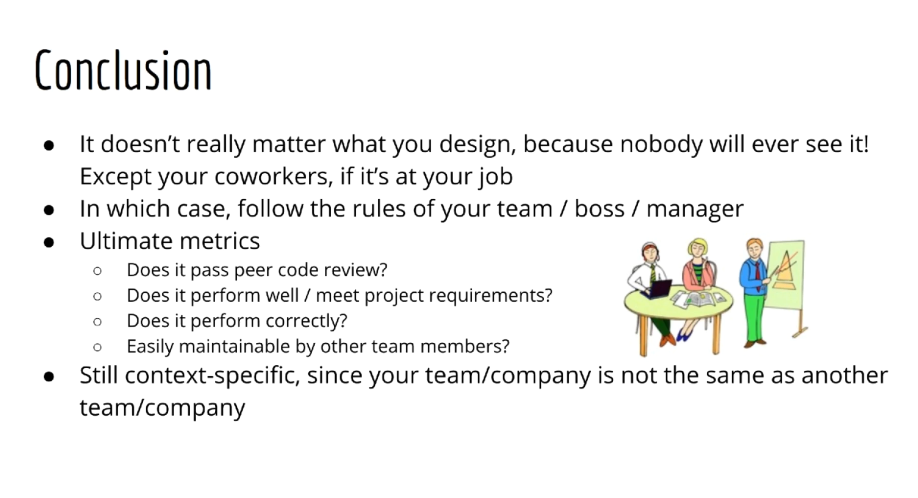 Conclusion
● It doesn’t really matter what you design, because nobody will ever see it!
Except your coworkers, if it’s at your job
● In which case, follow the rules of your team / boss / manager
● Ultimate metrics
○ Does it pass peer code review?
○ Does it perform well / meet project requirements?
○ Does it perform correctly?
○ Easily maintainable by other team members?
● Still context-specific, since your team/company is not the same as another
team/company